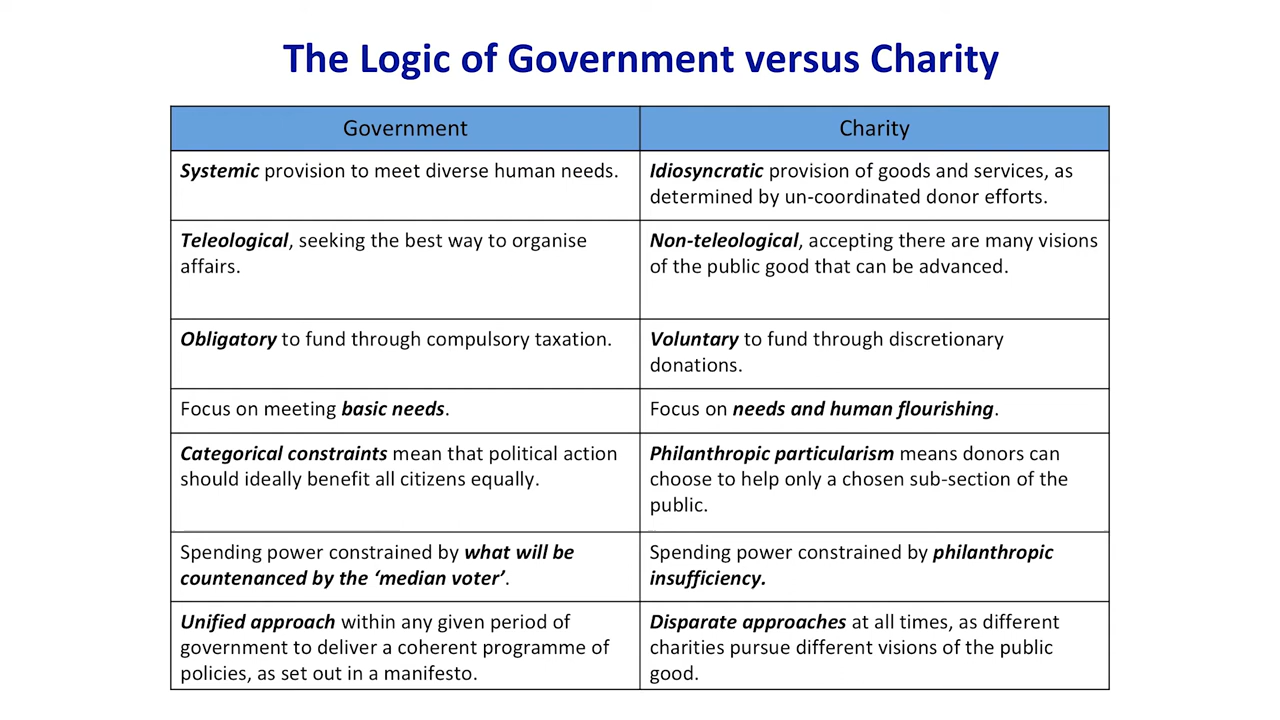 The Logic of Government versus Charity
Government
Charity
Systemic provision to meet diverse human needs.
Idiosyncratic provision of goods and services, as
determined by un-coordinated donor efforts.
Teleological, seeking the best way to organise
affairs.
Non-teleological, accepting there are many visions
of the public good that can be advanced.
Obligatory to fund through compulsory taxation.
Voluntary to fund through discretionary
donations.
Focus on meeting basic needs.
Focus on needs and human flourishing.
Categorical constraints mean that political action
should ideally benefit all citizens equally.
Philanthropic particularism means donors can
choose to help only a chosen sub-section of the
public.
Spending power constrained by what will be
countenanced by the ‘median voter’.
Spending power constrained by philanthropic
insufficiency.
Unified approach within any given period of
government to deliver a coherent programme of
policies, as set out in a manifesto.
Disparate approaches at all times, as different
charities pursue different visions of the public
good.